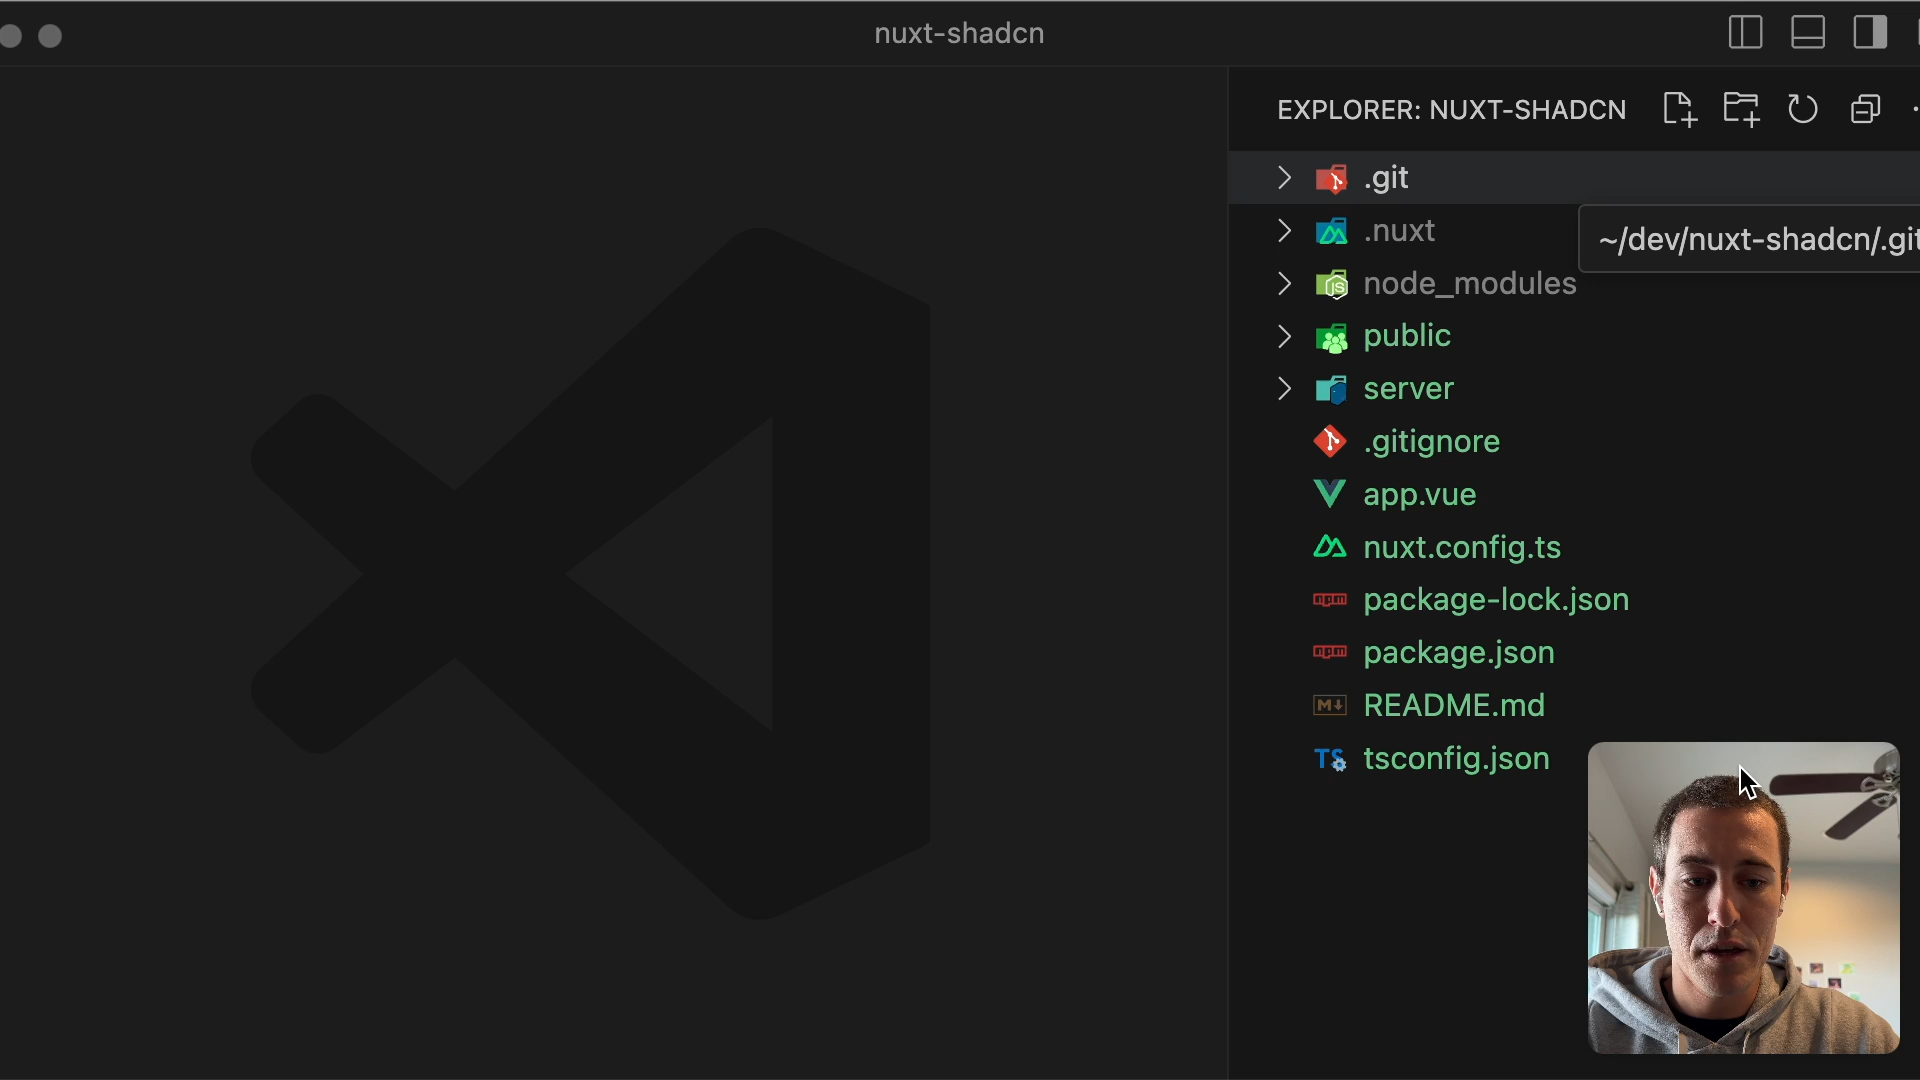 nuxt-shadcn
EXPLORER: NUXT-SHADCN
.git
.nuxt
~/dev/nuxt-shadcn/.git
node_modules
public
server
.gitignore
app.vue
nuxt.config.ts
package-lock.json
package.json
README.md
tsconfig.json